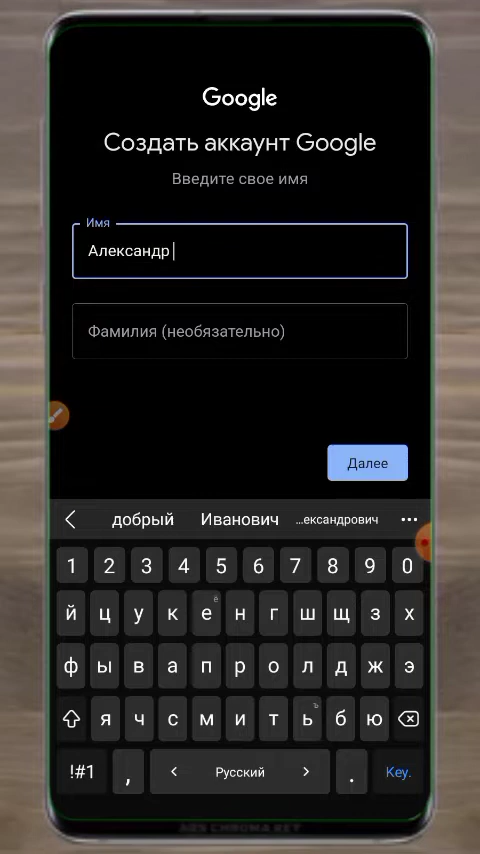 Google
Создать аккаунт Google
Введите свое имя
Имя
Александр
Фамилия (необязательно)
Далее
добрый Иванович ...ександрович ...
1 2 3 4 5 6 7 8 9 0
й ц у к е ё н г ш щ з х
ф ы в а п р о л д ж э
я ч с м и т ь ъ б ю
!#1 , < Русский > . Key.